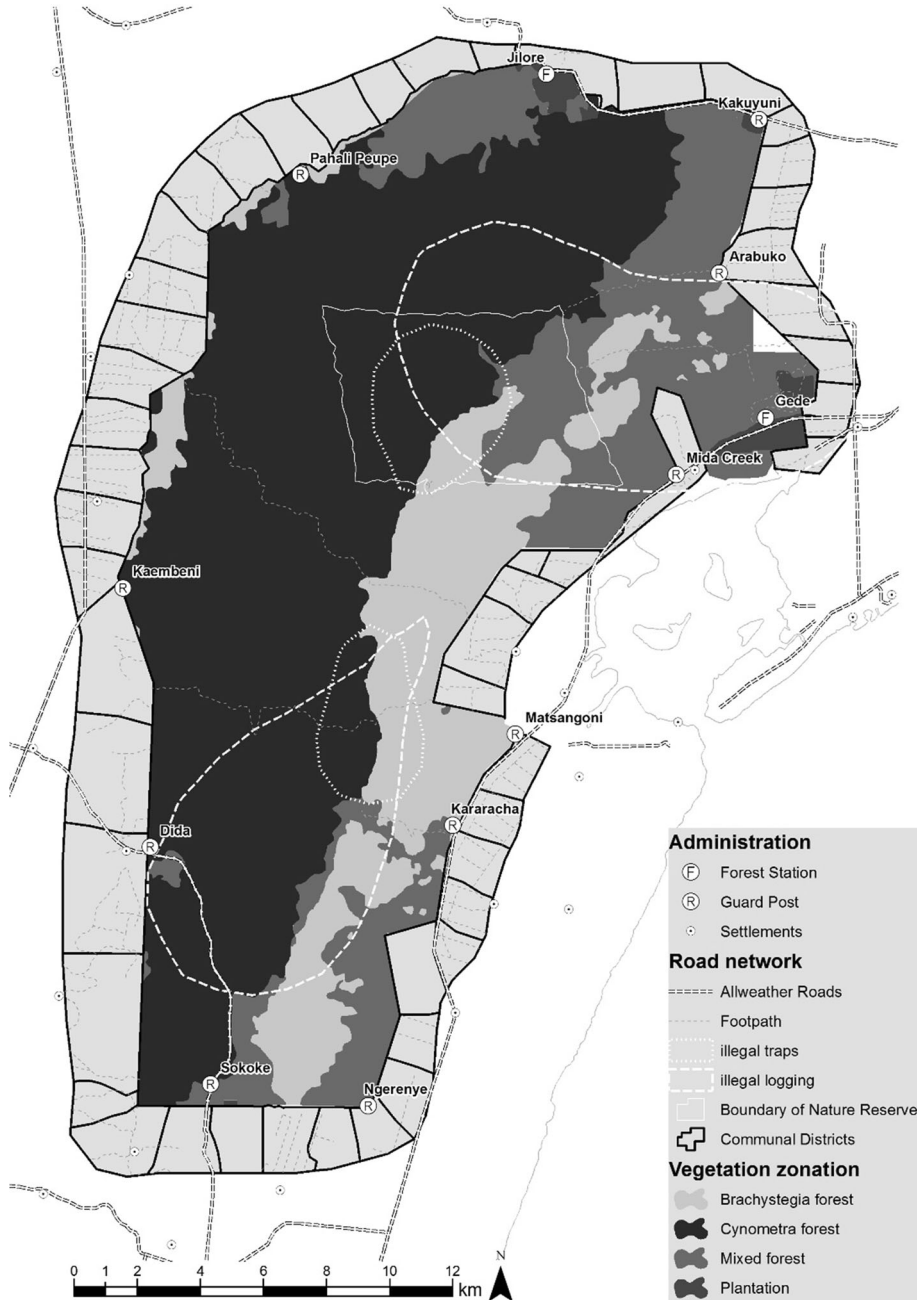 Jilore
F
Kakuyuni
R
Pahali Peupe
R
Arabuko
R
Gede
F
Mida Creek
R
Kaembeni
R
Matsangoni
R
Kararacha
R
Dida
R
Sokoke
R
Ngerenye
R
Administration
F Forest Station
R Guard Post
Settlements
Road network
Allweather Roads
Footpath
illegal traps
illegal logging
Boundary of Nature Reserve
Communal Districts
Vegetation zonation
Brachystegia forest
Cynometra forest
Mixed forest
Plantation
0 2 4 6 8 10 12
km
N